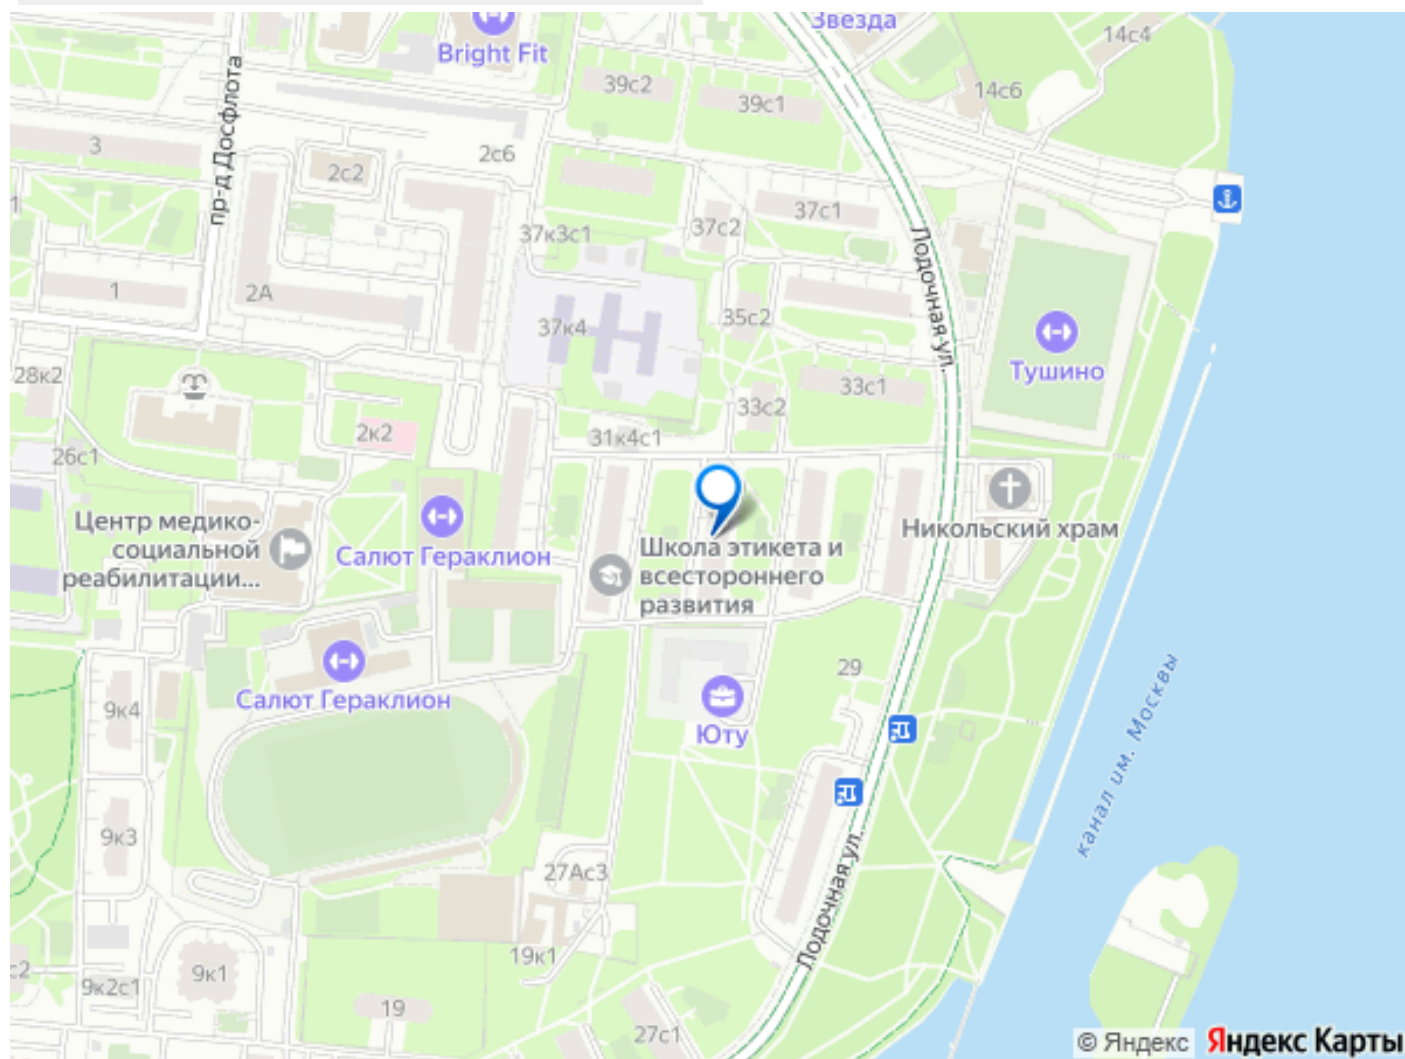 Звезда
14с4
Bright Fit
39с2
39с1
14с6
пр-д Досфлота
3
2с2
2с6
1
37с1
37с2
37к3с1
Лодочная ул.
1
2А
35с2
37к4
Тушино
28к2
33с1
33с2
2к2
31к4с1
26с1
Центр медико-
социальной
реабилитации...
Салют Гераклион
Школа этикета и
всестороннего
развития
Никольский храм
Салют Гераклион
29
9к4
Юту
канал им. Москвы
9к3
27Ас3
Лодочная ул.
19к1
с2
9к2с1
9к1
19
27с1
© Яндекс Яндекс Карты